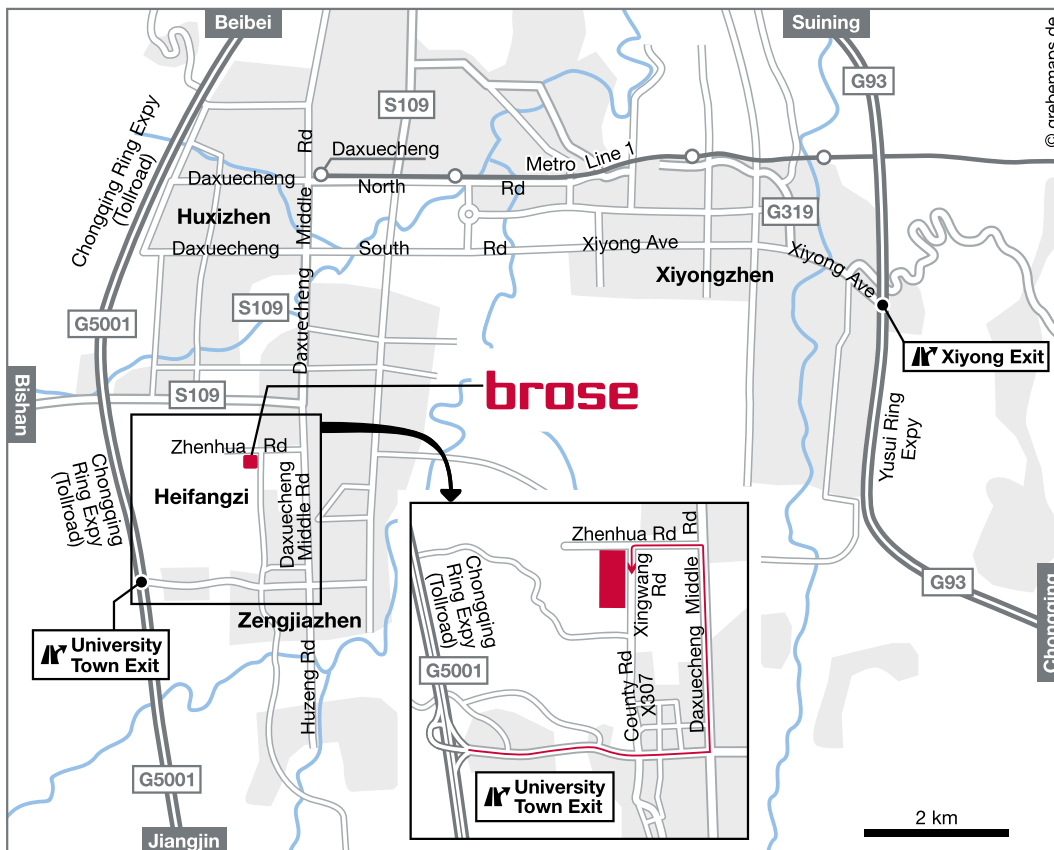 Beibei
Suining
© grebemaps.de
G93
S109
Chongqing Ring Expy
(Tollroad)
Rd
Daxuecheng
Metro Line 1
Daxuecheng
North
Rd
Middle
Huxizhen
G319
Daxuecheng
South
Rd
Xiyong Ave
Xiyong Ave
Xiyongzhen
Daxuecheng
S109
G5001
Xiyong Exit
Bishan
S109
brose
Yusui Ring
Expy
Zhenhua Rd
Chongqing
Ring Expy
(Tollroad)
Heifangzi
Daxuecheng
Middle Rd
Zhenhua Rd
Rd
Chongqing
Ring Expy
(Tollroad)
Xingwang
Rd
Middle
G93
Chongqing
Zengjiazhen
University
Town Exit
G5001
Huzeng Rd
County Rd
X307
Daxuecheng
University
Town Exit
G5001
Jiangjin
2 km